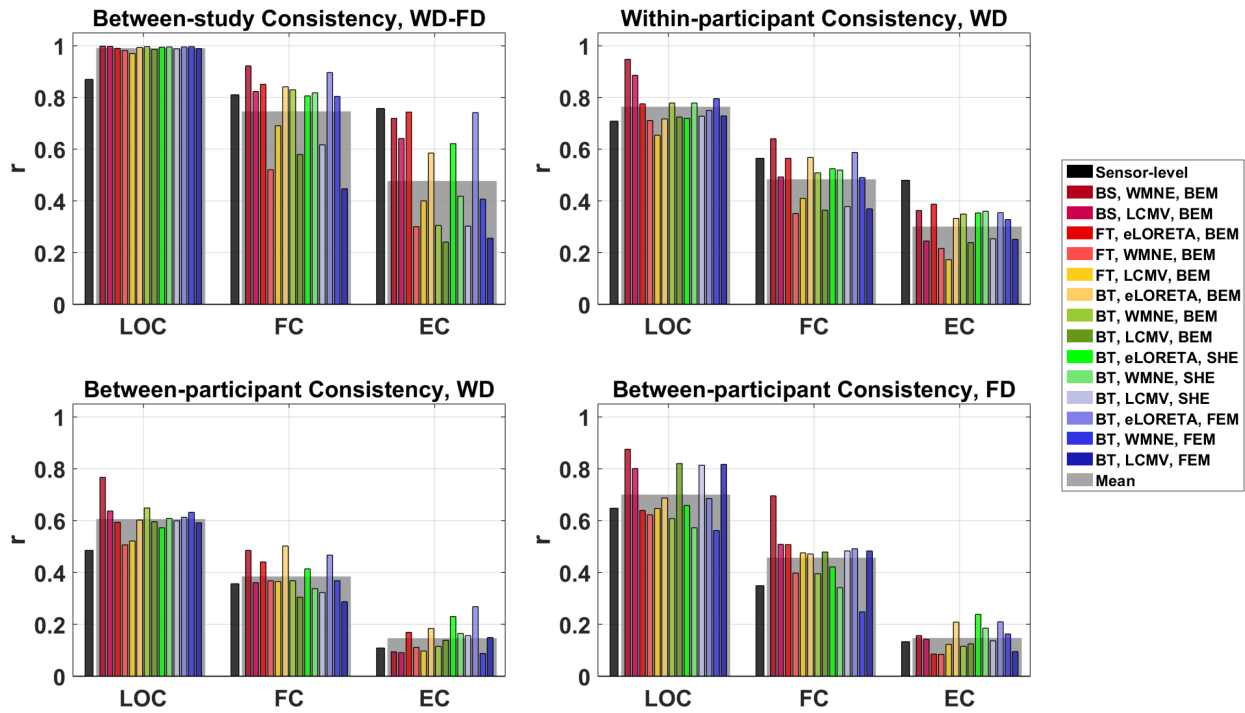 Between-study Consistency, WD-FD
1
0.8
0.6
0.4
0.2
0
r
LOC FC EC
Within-participant Consistency, WD
1
0.8
0.6
0.4
0.2
0
r
LOC FC EC
Between-participant Consistency, WD
1
0.8
0.6
0.4
0.2
0
r
LOC FC EC
Between-participant Consistency, FD
1
0.8
0.6
0.4
0.2
0
r
LOC FC EC
Sensor-level
BS, WMNE, BEM
BS, LCMV, BEM
FT, eLORETA, BEM
FT, WMNE, BEM
FT, LCMV, BEM
BT, eLORETA, BEM
BT, WMNE, BEM
BT, LCMV, BEM
BT, eLORETA, SHE
BT, WMNE, SHE
BT, LCMV, SHE
BT, eLORETA, FEM
BT, WMNE, FEM
BT, LCMV, FEM
Mean